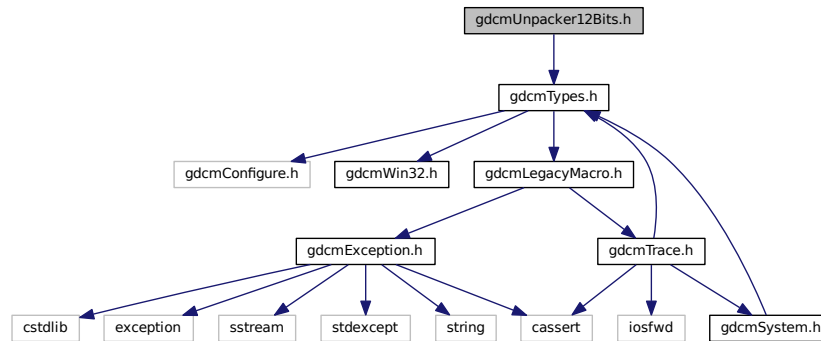 gdcmUnpacker12Bits.h
gdcmTypes.h
gdcmConfigure.h
gdcmWin32.h
gdcmLegacyMacro.h
gdcmException.h
gdcmTrace.h
cstdlib
exception
sstream
stdexcept
string
cassert
iosfwd
gdcmSystem.h